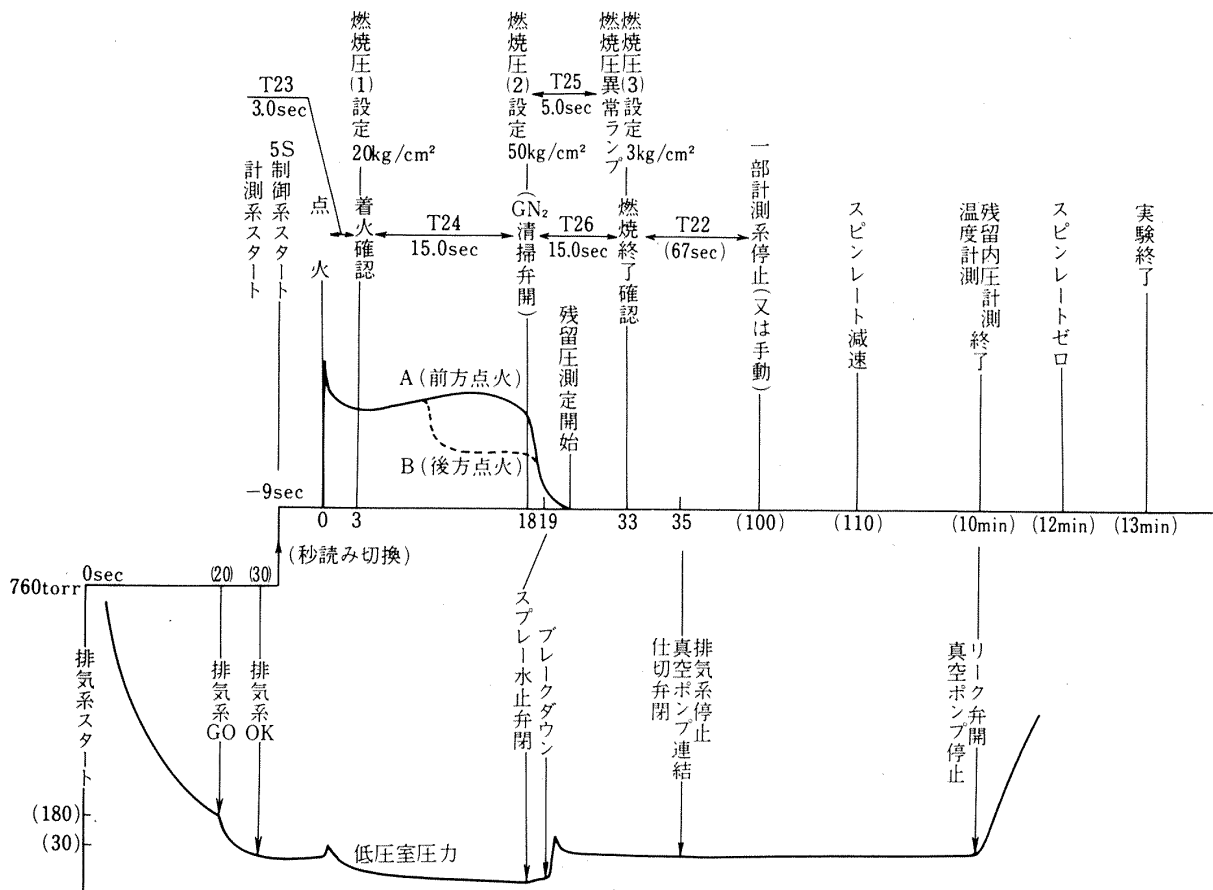 T23
3.0sec
計測系スタート
5S
制御系スタート
点火
燃焼圧(1)設定
20kg/cm²
着火確認
T24
15.0sec
燃焼圧(2)設定
50kg/cm²
(GN₂清掃弁開)
T25
5.0sec
燃焼圧異常ランプ
燃焼圧(3)設定
3kg/cm²
T26
15.0sec
燃焼終了確認
残留圧測定開始
T22
(67sec)
一部計測系停止(又は手動)
スピンレート減速
残留内圧計測
温度計測
終了
スピンレートゼロ
実験終了
A(前方点火)
B(後方点火)
-9sec
0
3
18
19
33
35
(100)
(110)
(10min)
(12min)
(13min)
(秒読み切換)
760torr
0sec
(20)
(30)
排気系スタート
排気系GO
排気系OK
スプレー水止弁閉
ブレークダウン
排気系停止
真空ポンプ連結
仕切弁閉
リーク弁開
真空ポンプ停止
(180)
(30)
低圧室圧力